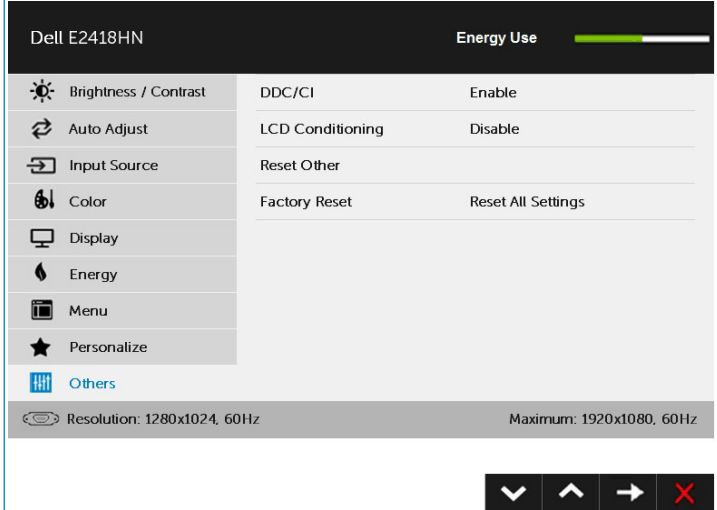 Dell E2418HN
Energy Use
Brightness / Contrast
Auto Adjust
Input Source
Color
Display
Energy
Menu
Personalize
Others
DDC/CI Enable
LCD Conditioning Disable
Reset Other
Factory Reset Reset All Settings
Resolution: 1280x1024, 60Hz
Maximum: 1920x1080, 60Hz